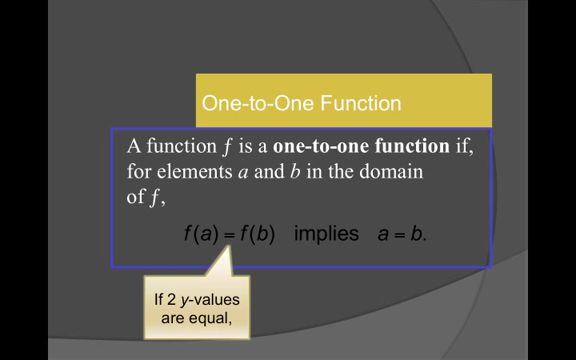 One-to-One Function
A function ƒ is a one-to-one function if,
for elements a and b in the domain
of ƒ,
f(a) = f(b) implies a = b.
If 2 y-values
are equal,